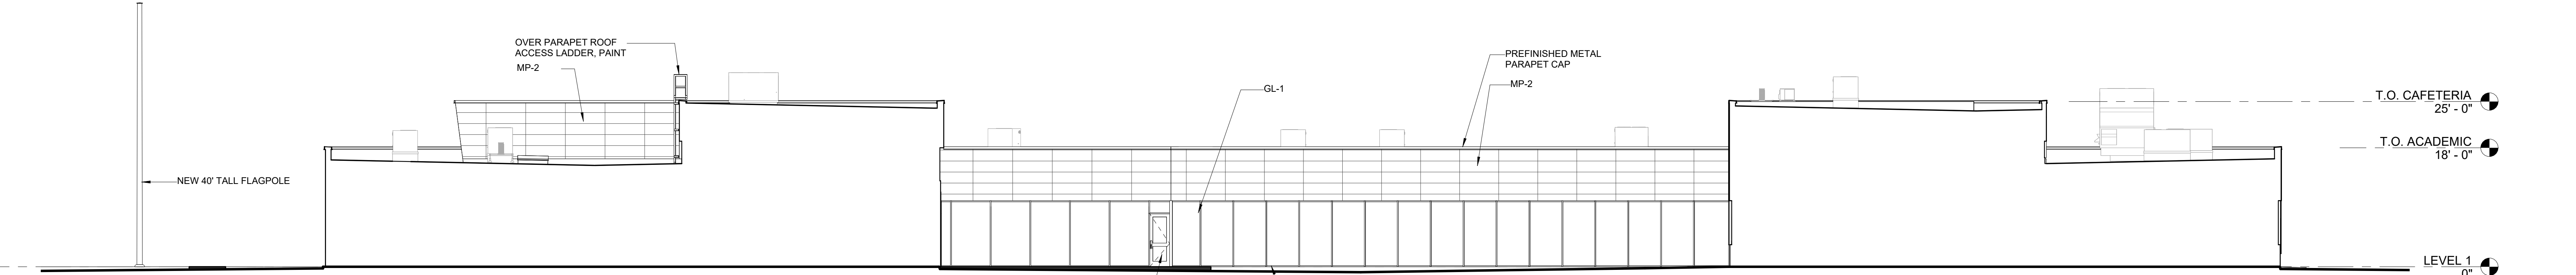 OVER PARAPET ROOF
ACCESS LADDER, PAINT
MP-2
PREFINISHED METAL
PARAPET CAP
MP-2
GL-1
T.O. CAFETERIA
25' - 0"
T.O. ACADEMIC
18' - 0"
NEW 40' TALL FLAGPOLE
LEVEL 1
0"